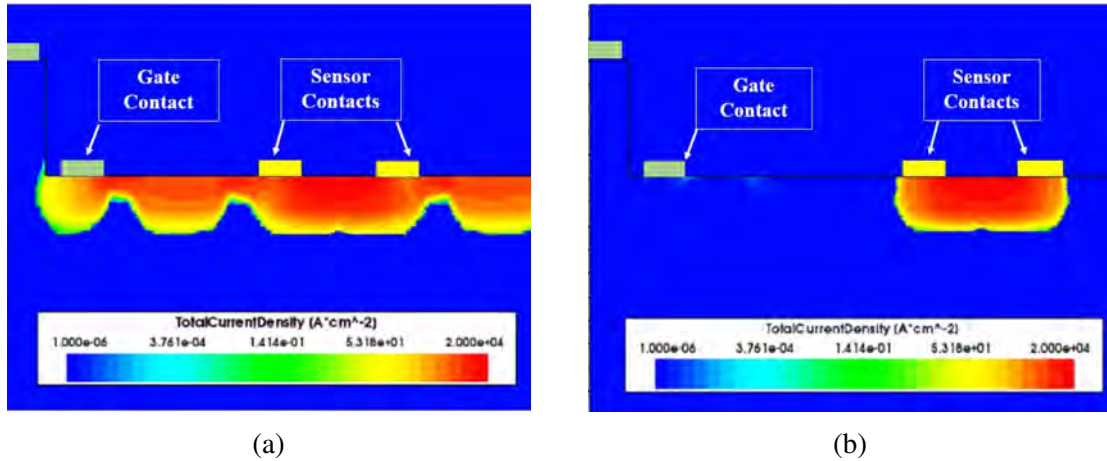 Gate
Contact
Sensor
Contacts
TotalCurrentDensity (A*cm^-2)
1.000e-06 3.761e-04 1.414e-01 5.318e+01 2.000e+04
(a)
Gate
Contact
Sensor
Contacts
TotalCurrentDensity (A*cm^-2)
1.000e-06 3.761e-04 1.414e-01 5.318e+01 2.000e+04
(b)